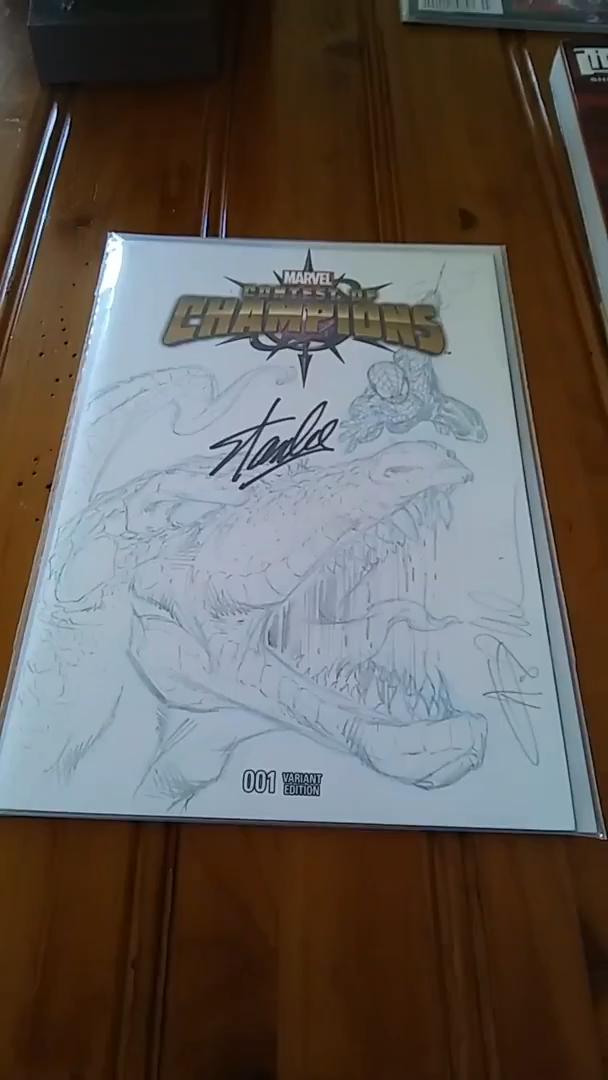 MARVEL
CONTEST OF
CHAMPIONS
Stan Lee
001 VARIANT
EDITION